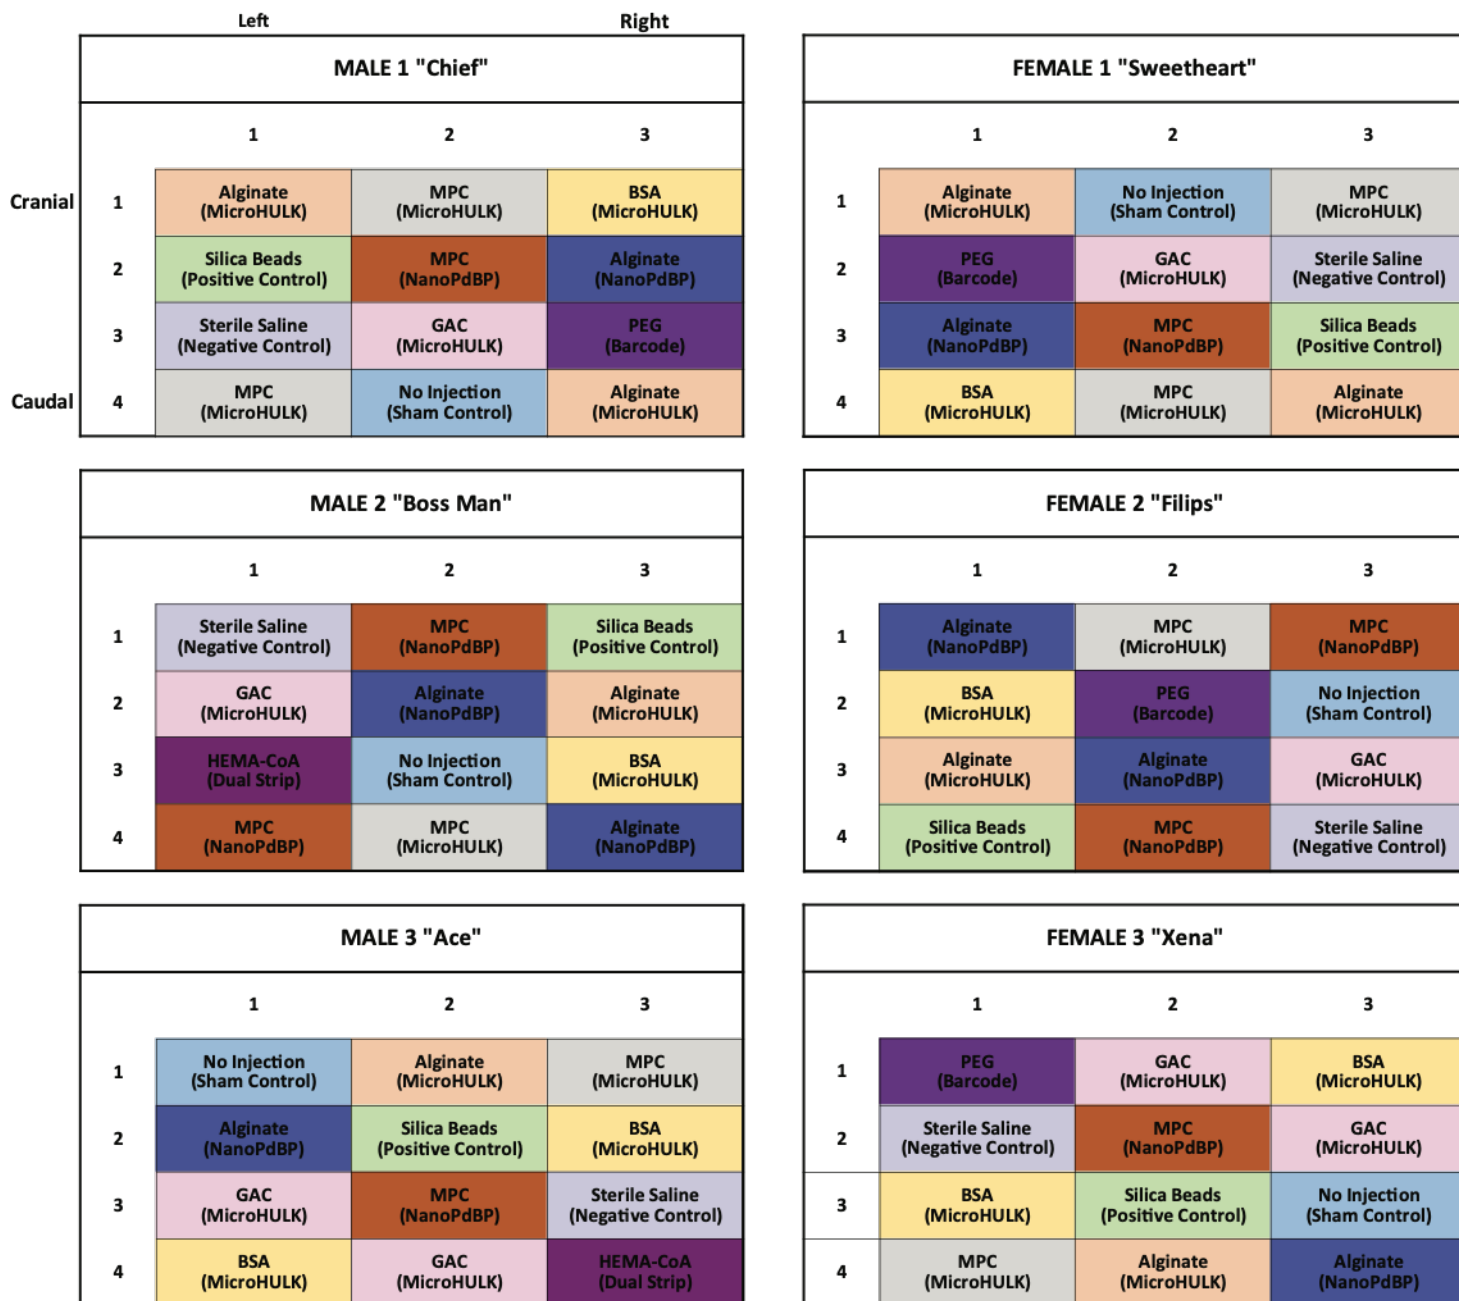 Left Right
MALE 1 "Chief"
1 2 3
Cranial 1 Alginate (MicroHULK) MPC (MicroHULK) BSA (MicroHULK)
2 Silica Beads (Positive Control) MPC (NanoPdBP) Alginate (NanoPdBP)
3 Sterile Saline (Negative Control) GAC (MicroHULK) PEG (Barcode)
Caudal 4 MPC (MicroHULK) No Injection (Sham Control) Alginate (MicroHULK)
FEMALE 1 "Sweetheart"
1 2 3
1 Alginate (MicroHULK) No Injection (Sham Control) MPC (MicroHULK)
2 PEG (Barcode) GAC (MicroHULK) Sterile Saline (Negative Control)
3 Alginate (NanoPdBP) MPC (NanoPdBP) Silica Beads (Positive Control)
4 BSA (MicroHULK) MPC (MicroHULK) Alginate (MicroHULK)
MALE 2 "Boss Man"
1 2 3
1 Sterile Saline (Negative Control) MPC (NanoPdBP) Silica Beads (Positive Control)
2 GAC (MicroHULK) Alginate (NanoPdBP) Alginate (MicroHULK)
3 HEMA-CoA (Dual Strip) No Injection (Sham Control) BSA (MicroHULK)
4 MPC (NanoPdBP) MPC (MicroHULK) Alginate (NanoPdBP)
FEMALE 2 "Filips"
1 2 3
1 Alginate (NanoPdBP) MPC (MicroHULK) MPC (NanoPdBP)
2 BSA (MicroHULK) PEG (Barcode) No Injection (Sham Control)
3 Alginate (MicroHULK) Alginate (NanoPdBP) GAC (MicroHULK)
4 Silica Beads (Positive Control) MPC (NanoPdBP) Sterile Saline (Negative Control)
MALE 3 "Ace"
1 2 3
1 No Injection (Sham Control) Alginate (MicroHULK) MPC (MicroHULK)
2 Alginate (NanoPdBP) Silica Beads (Positive Control) BSA (MicroHULK)
3 GAC (MicroHULK) MPC (NanoPdBP) Sterile Saline (Negative Control)
4 BSA (MicroHULK) GAC (MicroHULK) HEMA-CoA (Dual Strip)
FEMALE 3 "Xena"
1 2 3
1 PEG (Barcode) GAC (MicroHULK) BSA (MicroHULK)
2 Sterile Saline (Negative Control) MPC (NanoPdBP) GAC (MicroHULK)
3 BSA (MicroHULK) Silica Beads (Positive Control) No Injection (Sham Control)
4 MPC (MicroHULK) Alginate (MicroHULK) Alginate (NanoPdBP)